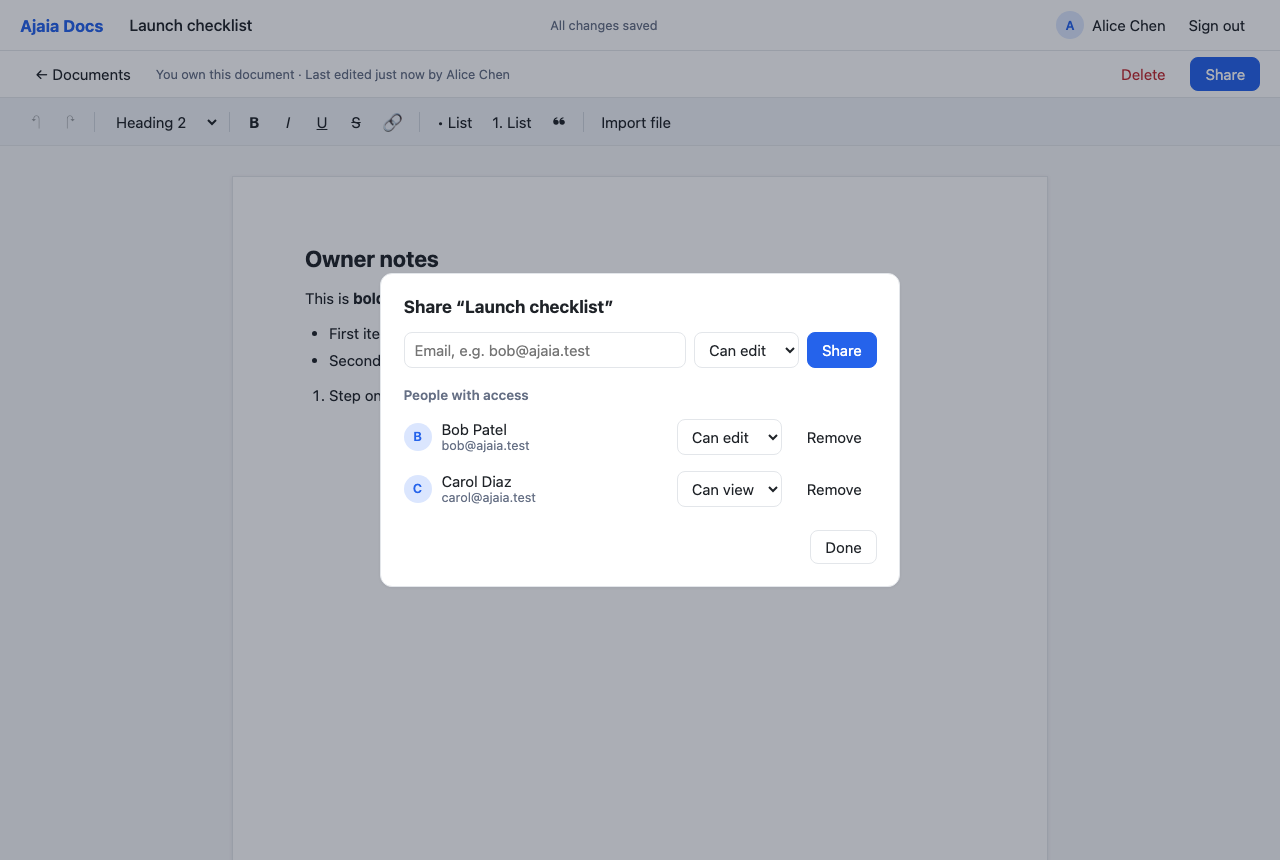 Ajaia Docs Launch checklist All changes saved A Alice Chen Sign out
← Documents You own this document · Last edited just now by Alice Chen Delete Share
Heading 2 B I U S • List 1. List ❝ Import file
Owner notes
This is bold
• First ite
• Second
1. Step on
Share “Launch checklist”
Email, e.g. bob@ajaia.test Can edit Share
People with access
B Bob Patel Can edit Remove
bob@ajaia.test
C Carol Diaz Can view Remove
carol@ajaia.test
Done